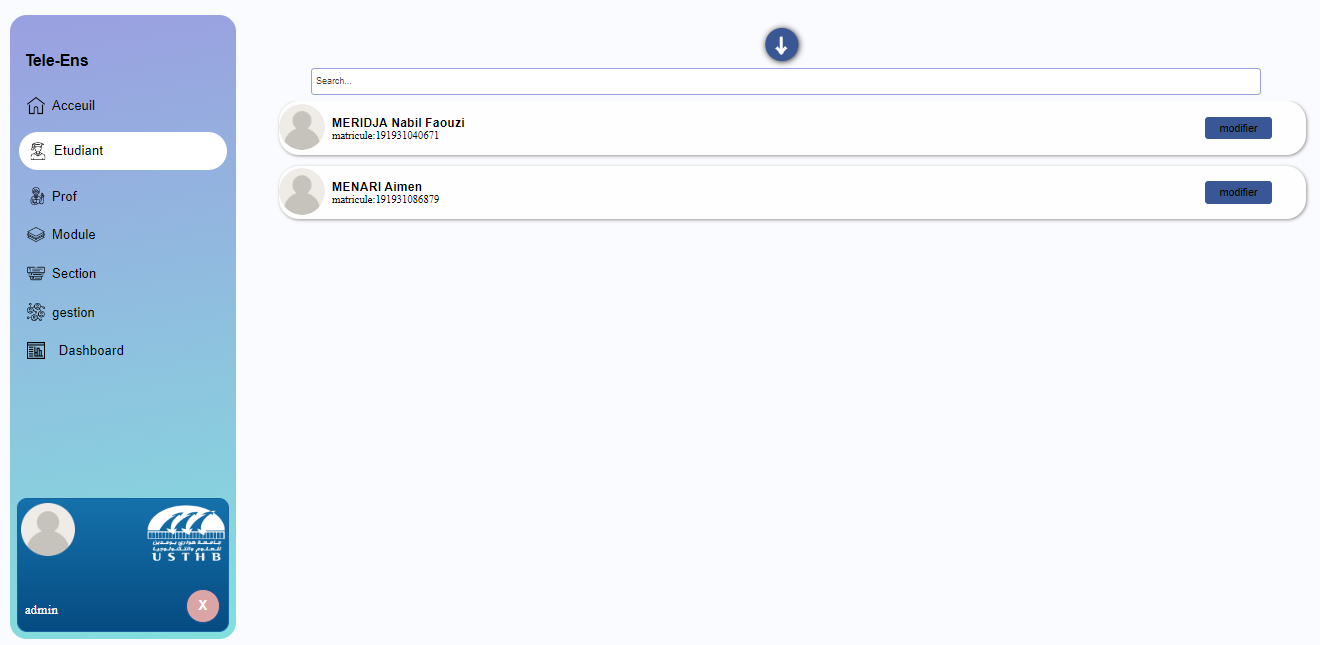 Tele-Ens
Acceuil
Etudiant
Prof
Module
Section
gestion
Dashboard
جامعة هواري بومدين
للعلوم والتكنولوجيا
USTHB
admin
X
Search...
MERIDJA Nabil Faouzi
matricule:191931040671
modifier
MENARI Aimen
matricule:191931086879
modifier